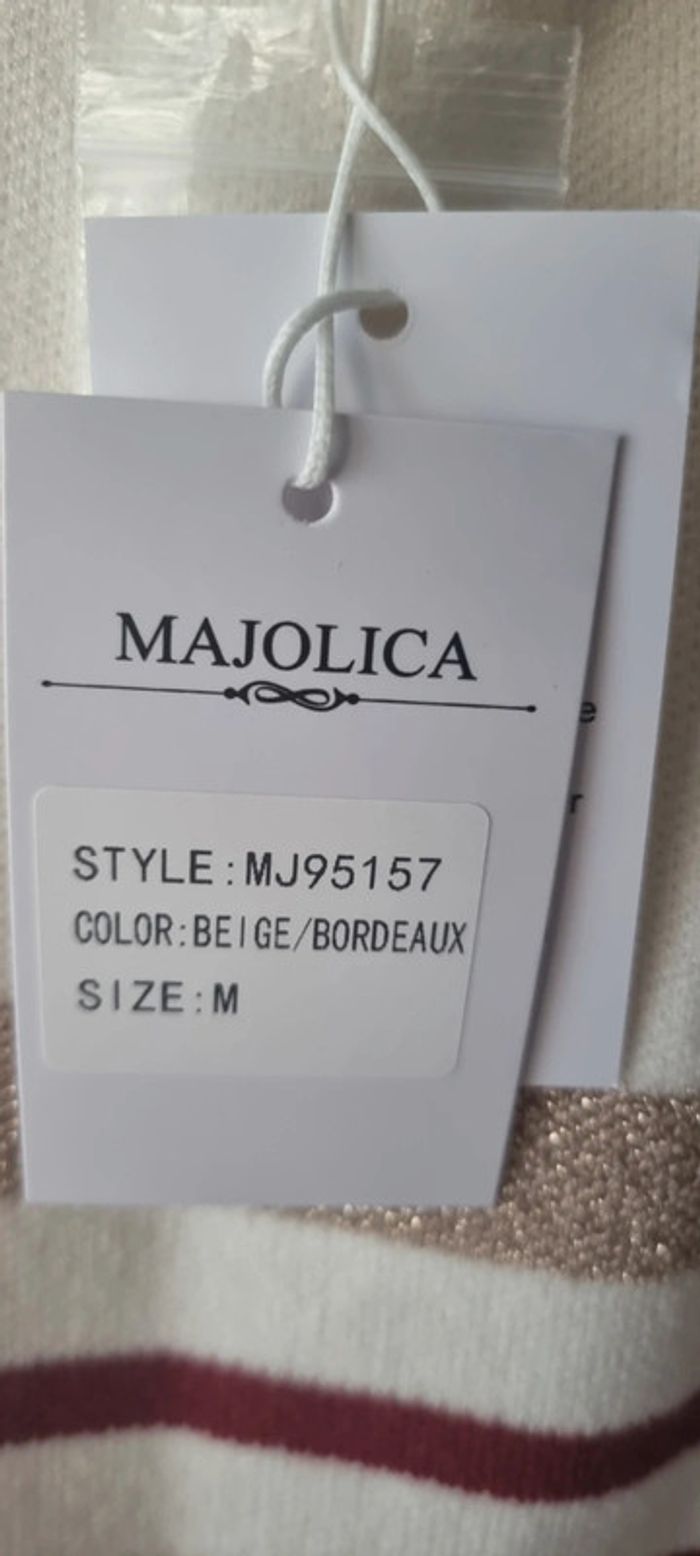 MAJOLICA
STYLE:MJ95157
COLOR:BEIGE/BORDEAUX
SIZE:M